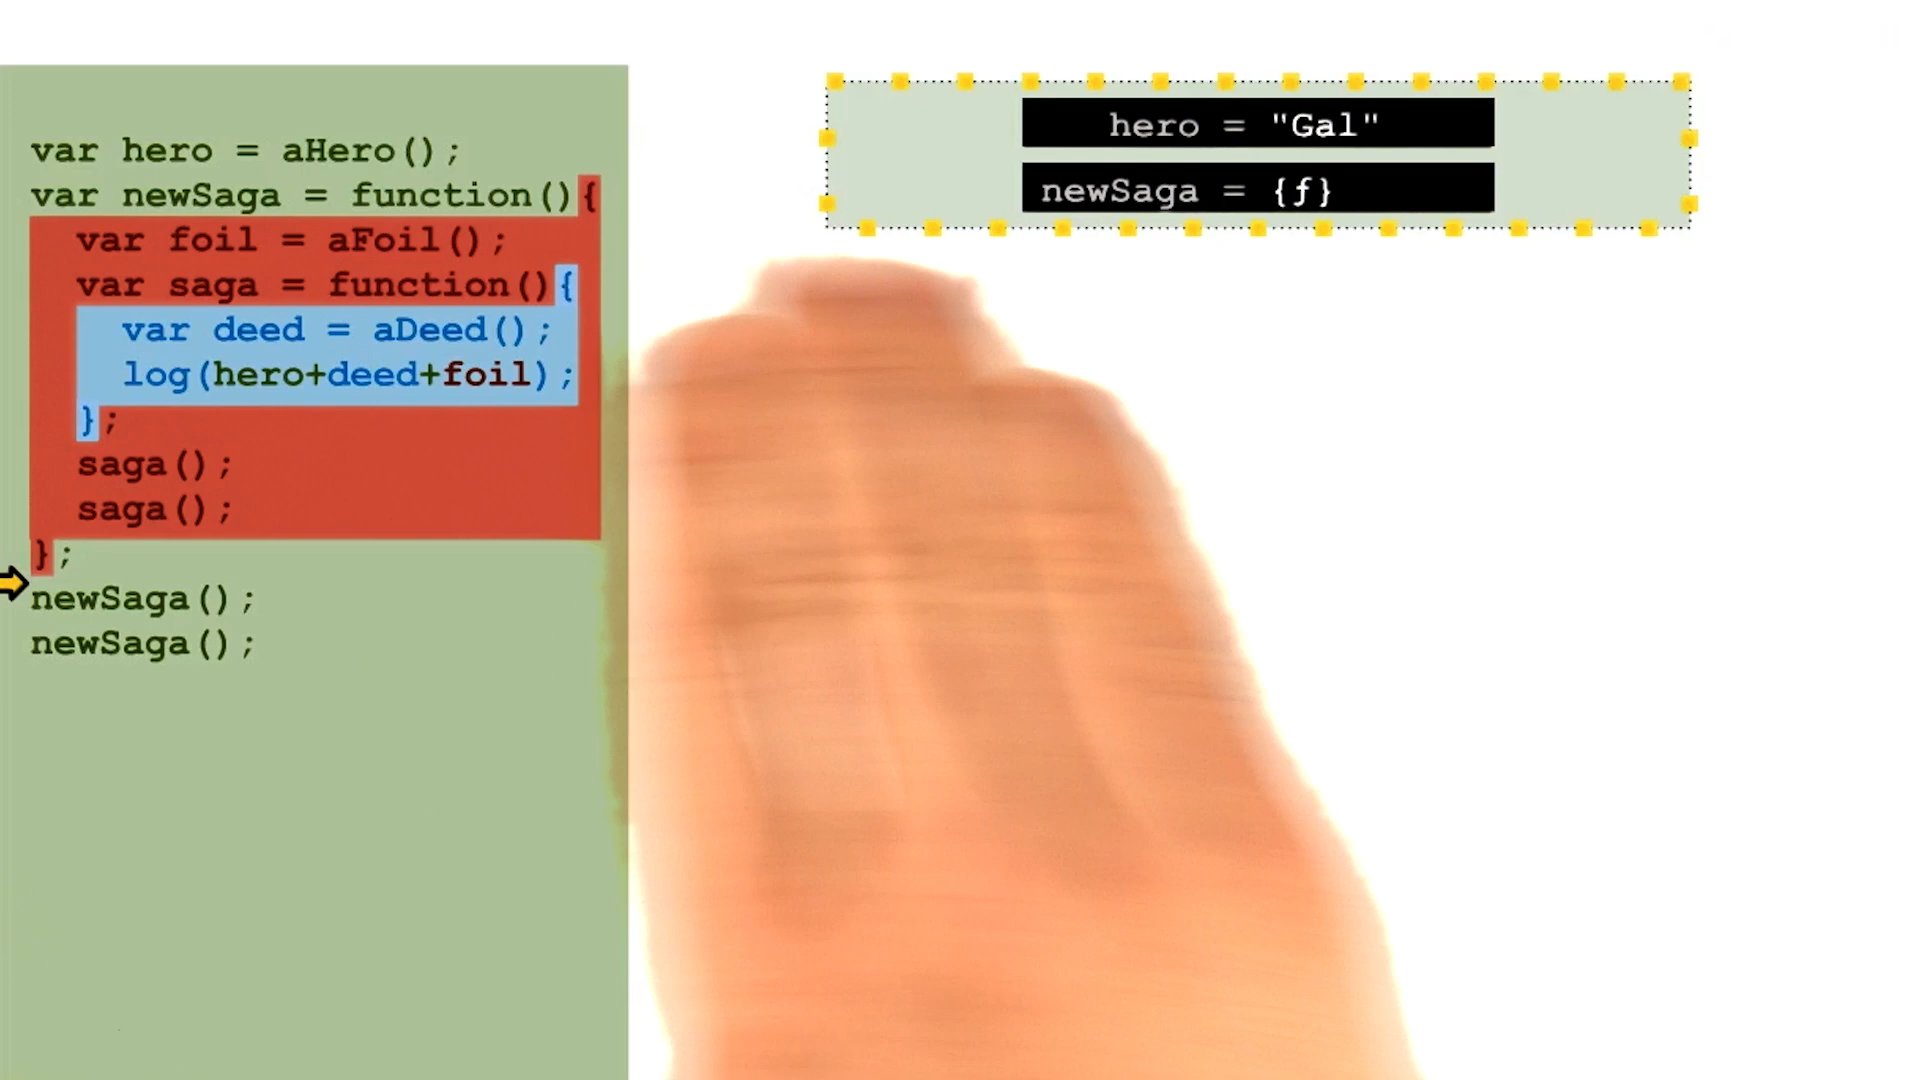 var hero = aHero();
var newSaga = function(){
  var foil = aFoil();
  var saga = function(){
    var deed = aDeed();
    log(hero+deed+foil);
  };
  saga();
  saga();
};
newSaga();
newSaga();
hero = "Gal"
newSaga = {f}